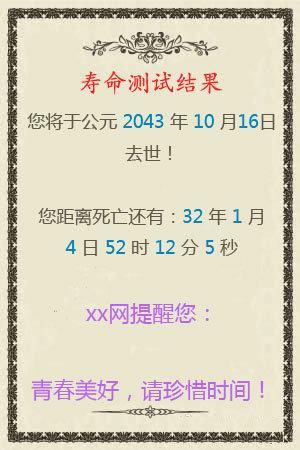 寿命测试结果
您将于公元 2043 年 10 月16日
去世！
您距离死亡还有：32 年 1 月
4 日 52 时 12 分 5 秒
xx网提醒您：
青春美好，请珍惜时间！